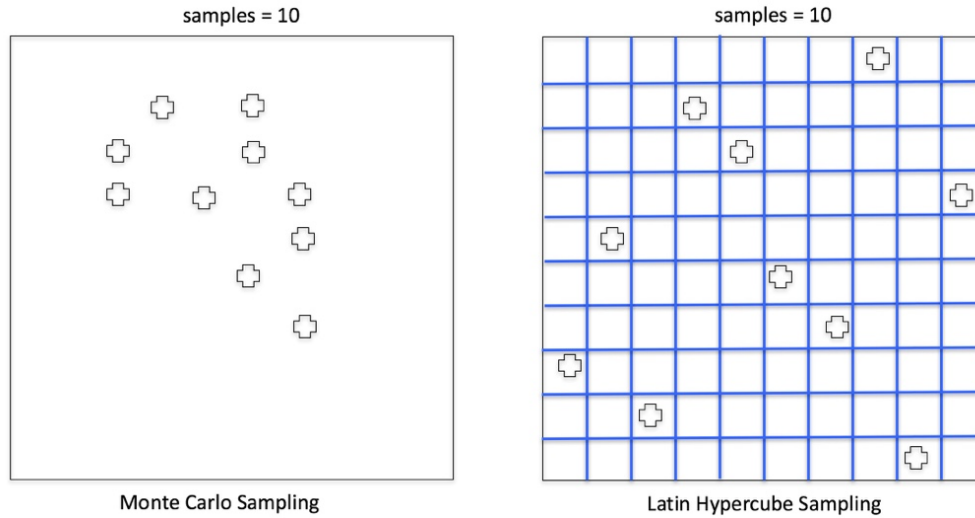 samples = 10
samples = 10
Monte Carlo Sampling
Latin Hypercube Sampling